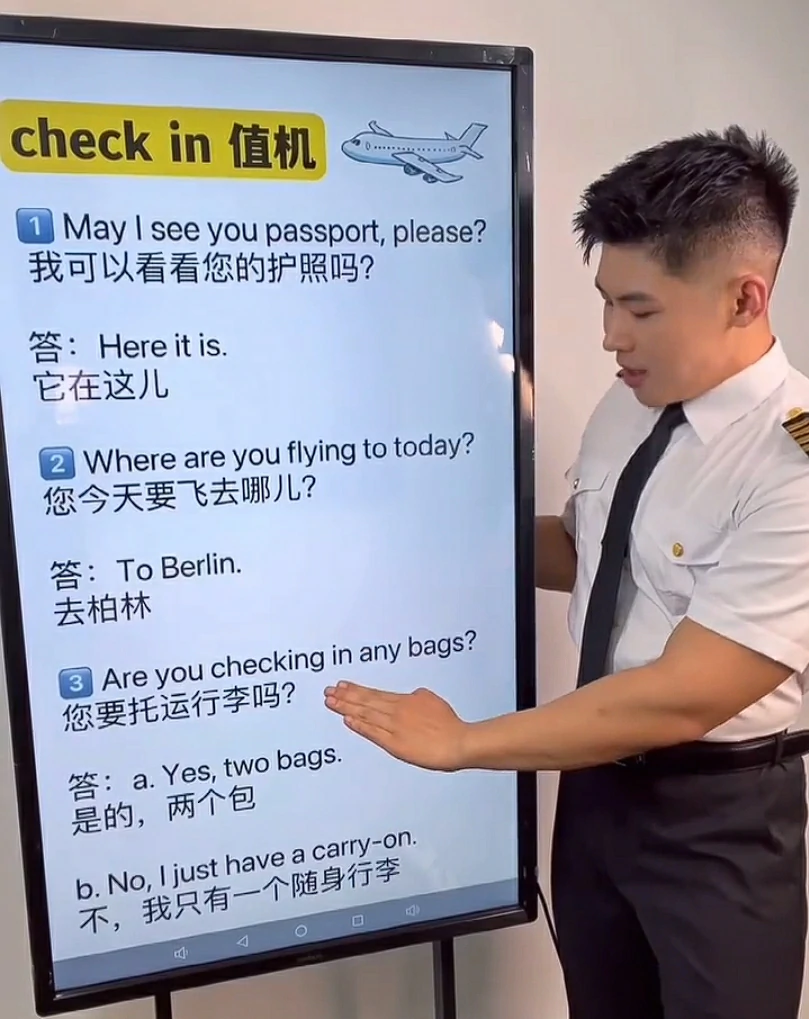 check in 值机
1 May I see you passport, please?
我可以看看您的护照吗?
答: Here it is.
它在这儿
2 Where are you flying to today?
您今天要飞去哪儿?
答: To Berlin.
去柏林
3 Are you checking in any bags?
您要托运行李吗?
答: a. Yes, two bags.
是的, 两个包
b. No, I just have a carry-on.
不, 我只有一个随身行李